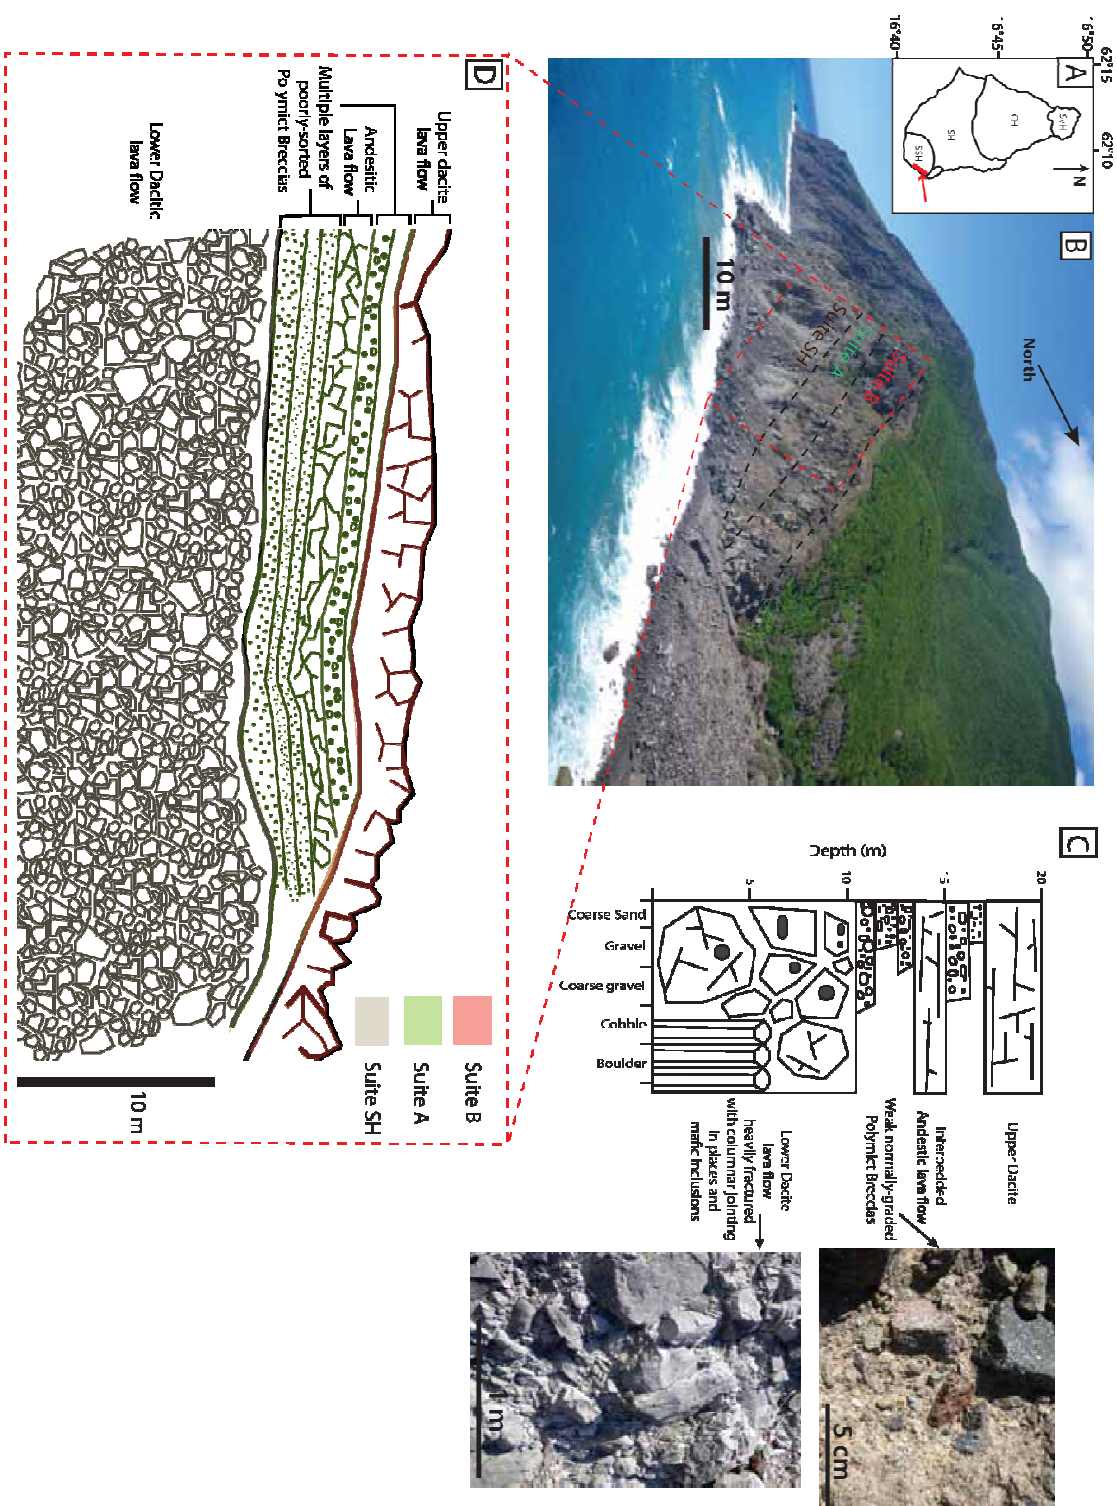 A
62°15
62°10
16°50
16°45
16°40
SVH
CH
SH
SSH
N
B
North
Suite B
Suite A
Suite SH
10 m
C
Depth (m)
20
15
10
5
Coarse Sand
Gravel
Coarse gravel
Cobble
Boulder
Upper Dacite
Interbedded
Andestic lava flow
Weak normally-graded
Polymict Breccias
Lower Dacite
lava flow
heavily fractured
with columnar jointing
in places and
mafic inclusions
5 cm
1 m
D
Upper dacite
lava flow
Andesitic
Lava flow
Multiple layers of
poorly-sorted
Polymict Breccias
Lower Dacitic
lava flow
Suite B
Suite A
Suite SH
10 m